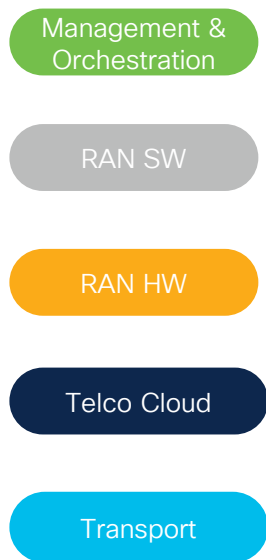 Management &
Orchestration
RAN SW
RAN HW
Telco Cloud
Transport